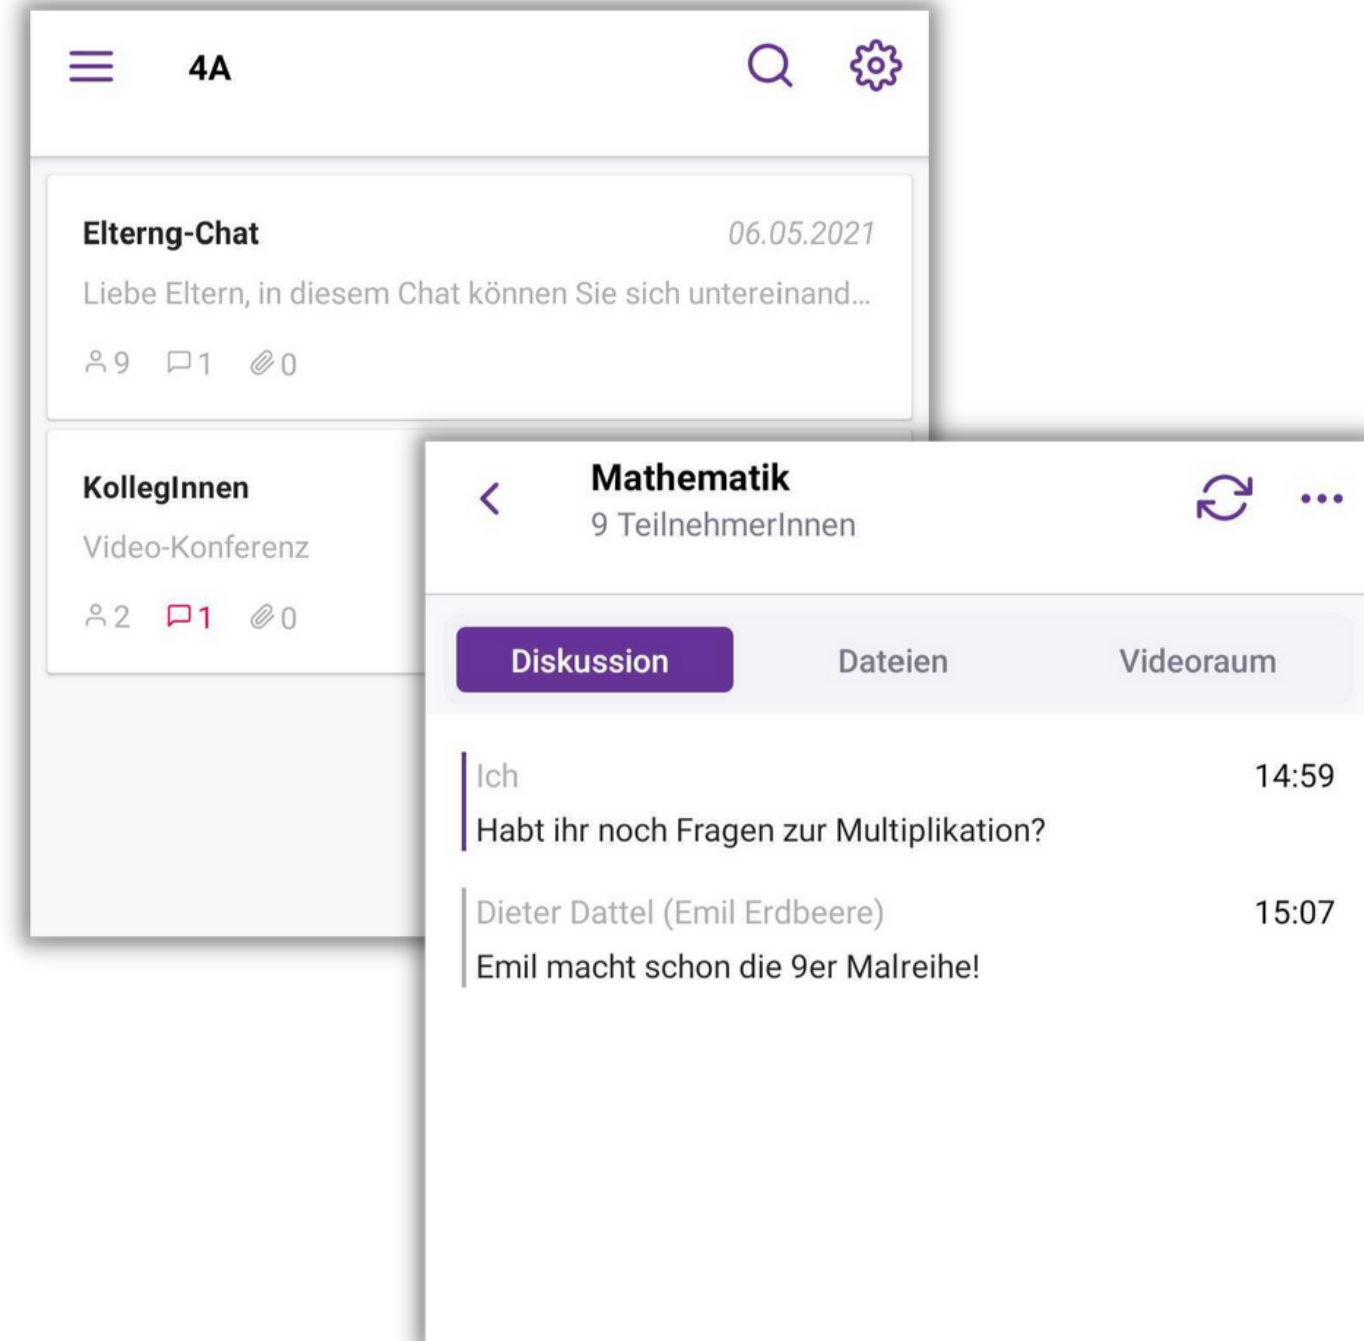 4A
Elterng-Chat 06.05.2021
Liebe Eltern, in diesem Chat können Sie sich untereinand...
9 1 0
KollegInnen
Video-Konferenz
2 1 0
Mathematik
9 TeilnehmerInnen
Diskussion Dateien Videoraum
Ich 14:59
Habt ihr noch Fragen zur Multiplikation?
Dieter Dattel (Emil Erdbeere) 15:07
Emil macht schon die 9er Malreihe!